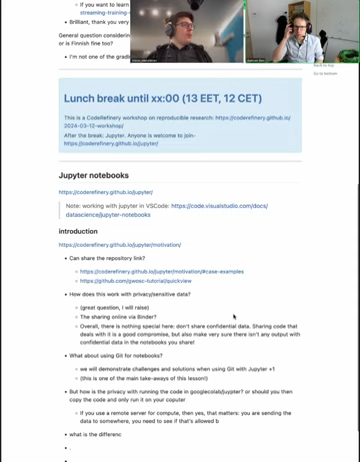 If you want to learn
streaming-training-
Brilliant, thank you very
General question considerin
or is Finnish fine too?
I'm not one of the gradi
Go to bottom
Lunch break until xx:00 (13 EET, 12 CET)
This is a CodeRefinery workshop on reproducible research: https://coderefinery.github.io/
2024-03-12-workshop/
After the break: Jupyter. Anyone is welcome to join-
https://coderefinery.github.io/jupyter/
Jupyter notebooks
https://coderefinery.github.io/jupyter/
Note: working with jupyter in VSCode: https://code.visualstudio.com/docs/
datascience/jupyter-notebooks
introduction
https://coderefinery.github.io/jupyter/motivation/
Can share the repository link?
https://coderefinery.github.io/jupyter/motivation/#case-examples
https://github.com/gwosc-tutorial/quickview
How does this work with privacy/sensitive data?
(great question, I will raise)
The sharing online via Binder?
Overall, there is nothing special here: don't share confidential data. Sharing code that
deals with it is a good compromise, but also make very sure there isn't any output with
confidential data in the notebooks you share!
What about using Git for notebooks?
we will demonstrate challenges and solutions when using Git with Jupyter +1
(this is one of the main take-aways of this lesson!)
But how is the privacy with running the code in googlecolab/jupyter? or should you then
copy the code and only run it on your coputer
If you use a remote server for compute, then yes, that matters: you are sending the
data to somewhere, you need to see if that's allowed b
what is the differenc
.